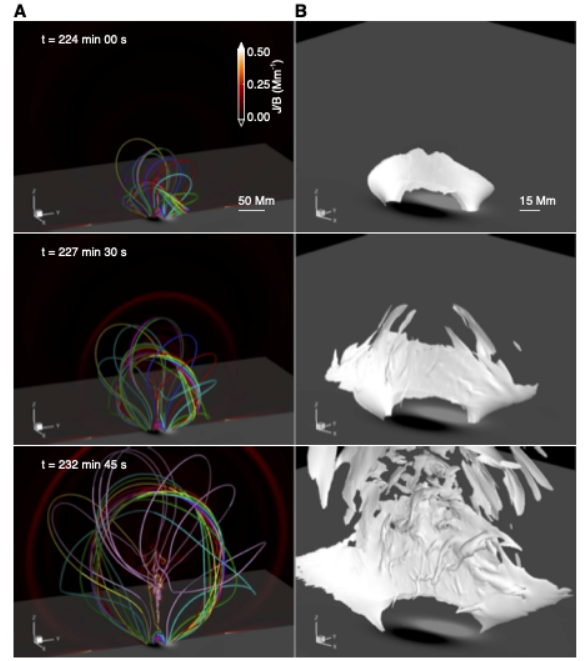 A
B
t = 224 min 00 s
0.50
0.25
0.00
J/B (Mm⁻¹)
50 Mm
15 Mm
Z
Y
Z
Y
t = 227 min 30 s
Z
Y
Z
Y
t = 232 min 45 s
Z
Y
Z
Y